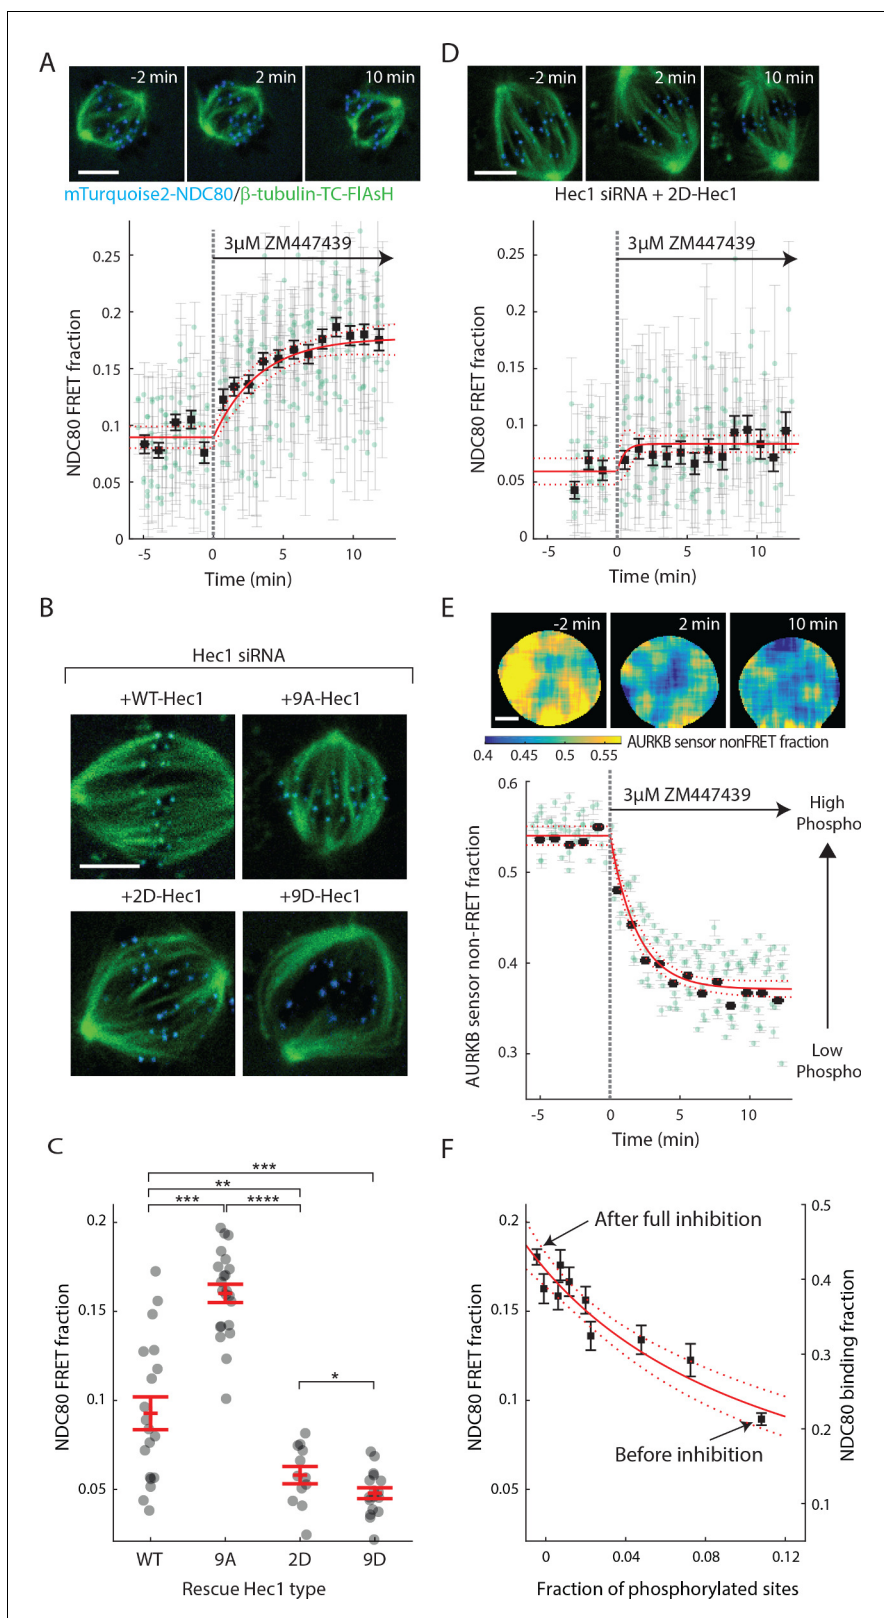 A
-2 min
2 min
10 min
mTurquoise2-NDC80/β-tubulin-TC-FlAsH
3μM ZM447439
0.25
0.2
0.15
0.1
0.05
0
NDC80 FRET fraction
-5
0
5
10
Time (min)
D
-2 min
2 min
10 min
Hec1 siRNA + 2D-Hec1
3μM ZM447439
0.25
0.2
0.15
0.1
0.05
0
NDC80 FRET fraction
-5
0
5
10
Time (min)
B
Hec1 siRNA
+WT-Hec1
+9A-Hec1
+2D-Hec1
+9D-Hec1
E
-2 min
2 min
10 min
0.4
0.45
0.5
0.55
AURKB sensor nonFRET fraction
3μM ZM447439
0.6
0.5
0.4
0.3
AURKB sensor non-FRET fraction
High
Phospho
Low
Phospho
-5
0
5
10
Time (min)
C
***
**
***
****
*
0.2
0.15
0.1
0.05
NDC80 FRET fraction
WT
9A
2D
9D
Rescue Hec1 type
F
After full inhibition
Before inhibition
0.2
0.15
0.1
0.05
NDC80 FRET fraction
0.5
0.4
0.3
0.2
0.1
NDC80 binding fraction
0
0.04
0.08
0.12
Fraction of phosphorylated sites